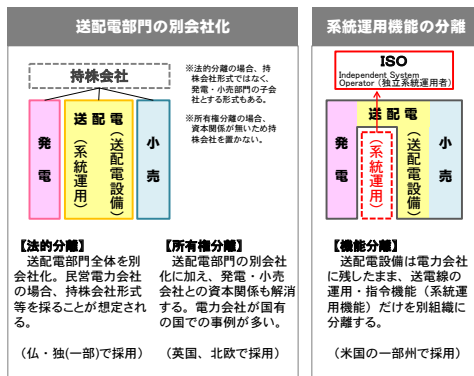 送配電部門の別会社化
持株会社
※法的分離の場合、持
株会社形式ではなく、
発電・小売部門の子会
社とする形式もある。
※所有権分離の場合、
資本関係が無いため持
株会社を置かない。
発電
送配電
（系統運用）
（送配電設備）
小売
【法的分離】
送配電部門全体を別
会社化。民営電力会社
の場合、持株会社形式
等を採ることが想定され
る。
（仏・独(一部)で採用）
【所有権分離】
送配電部門の別会社
化に加え、発電・小売
会社との資本関係も解消
する。電力会社が国有
の国での事例が多い。
（英国、北欧で採用）
系統運用機能の分離
ISO
Independent System
Operator（独立系統運用者）
発電
送配電
（系統運用）
（送配電設備）
小売
【機能分離】
送配電設備は電力会社
に残したまま、送電線の
運用・指令機能（系統運
用機能）だけを別組織に
分離する。
（米国の一部州で採用）